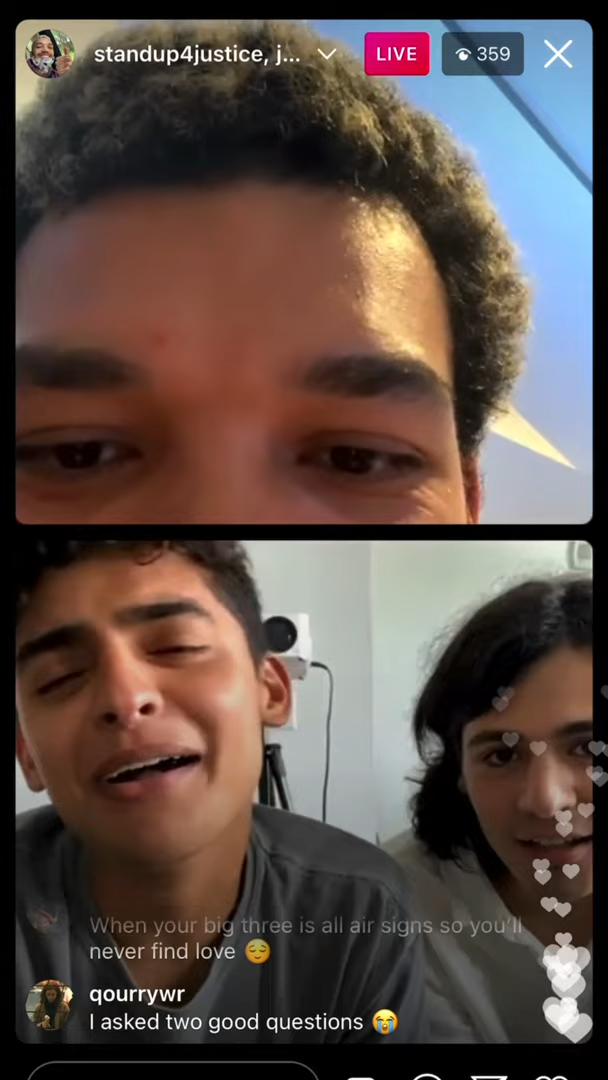 standup4justice, j...
LIVE
359
When your big three is all air signs so you'll
never find love 😌
qourrywr
I asked two good questions 😭